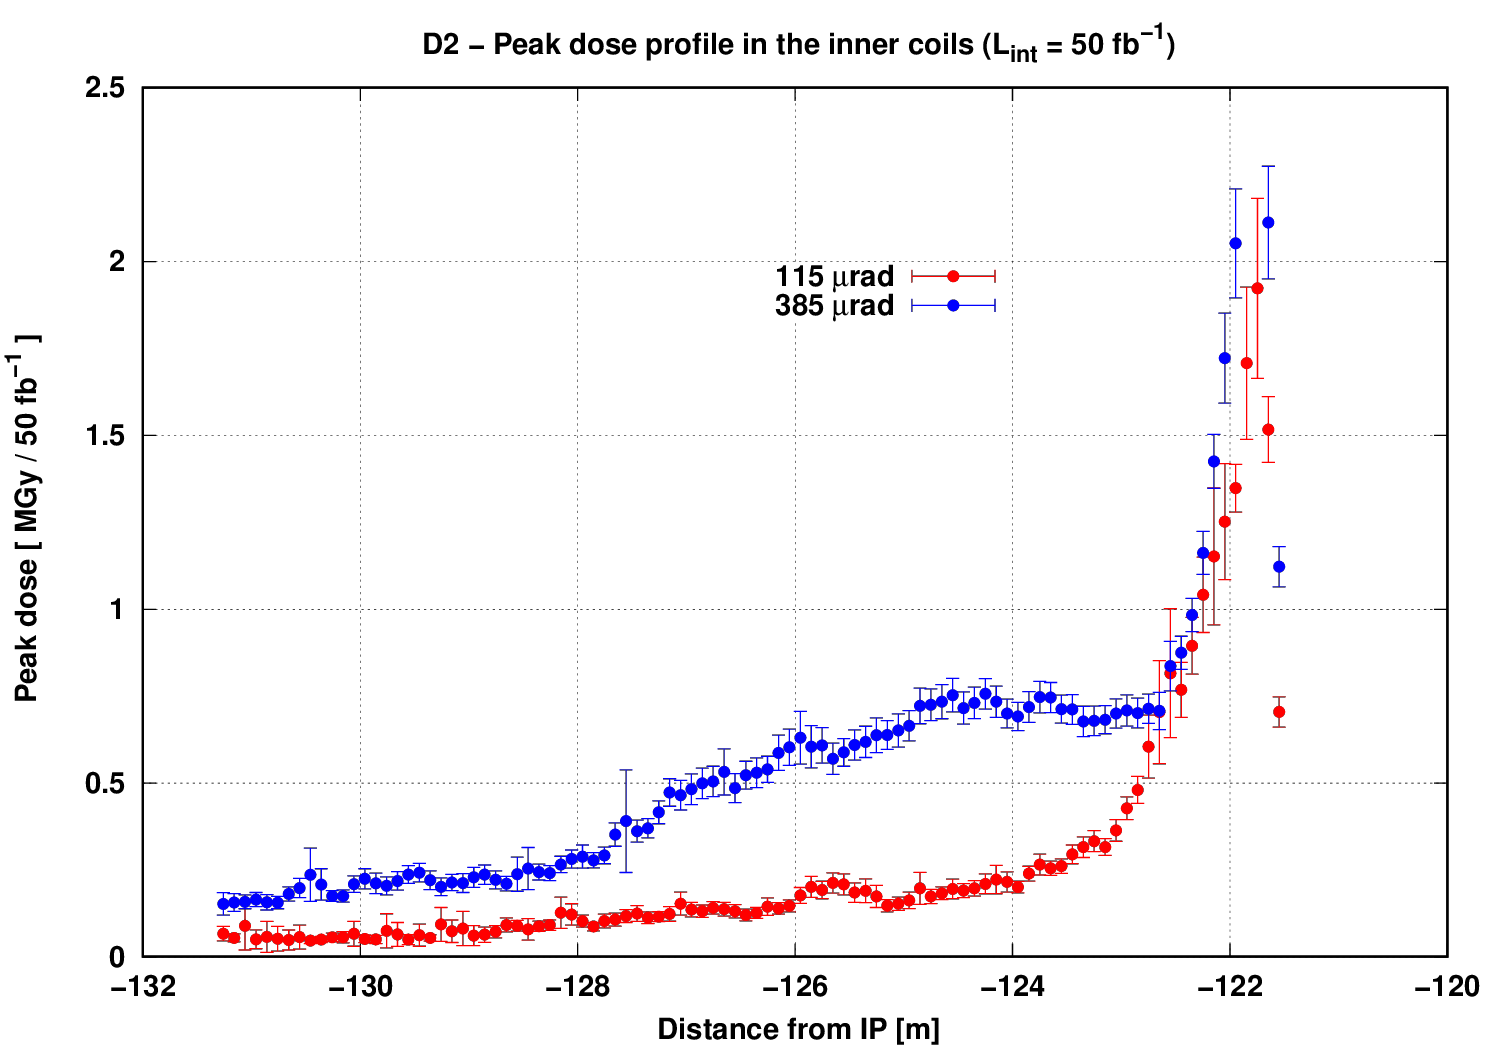 D2 − Peak dose profile in the inner coils (Lint = 50 fb−1)
2.5
2
1.5
1
0.5
0
Peak dose [ MGy / 50 fb−1 ]
115 μrad
385 μrad
−132 −130 −128 −126 −124 −122 −120
Distance from IP [m]